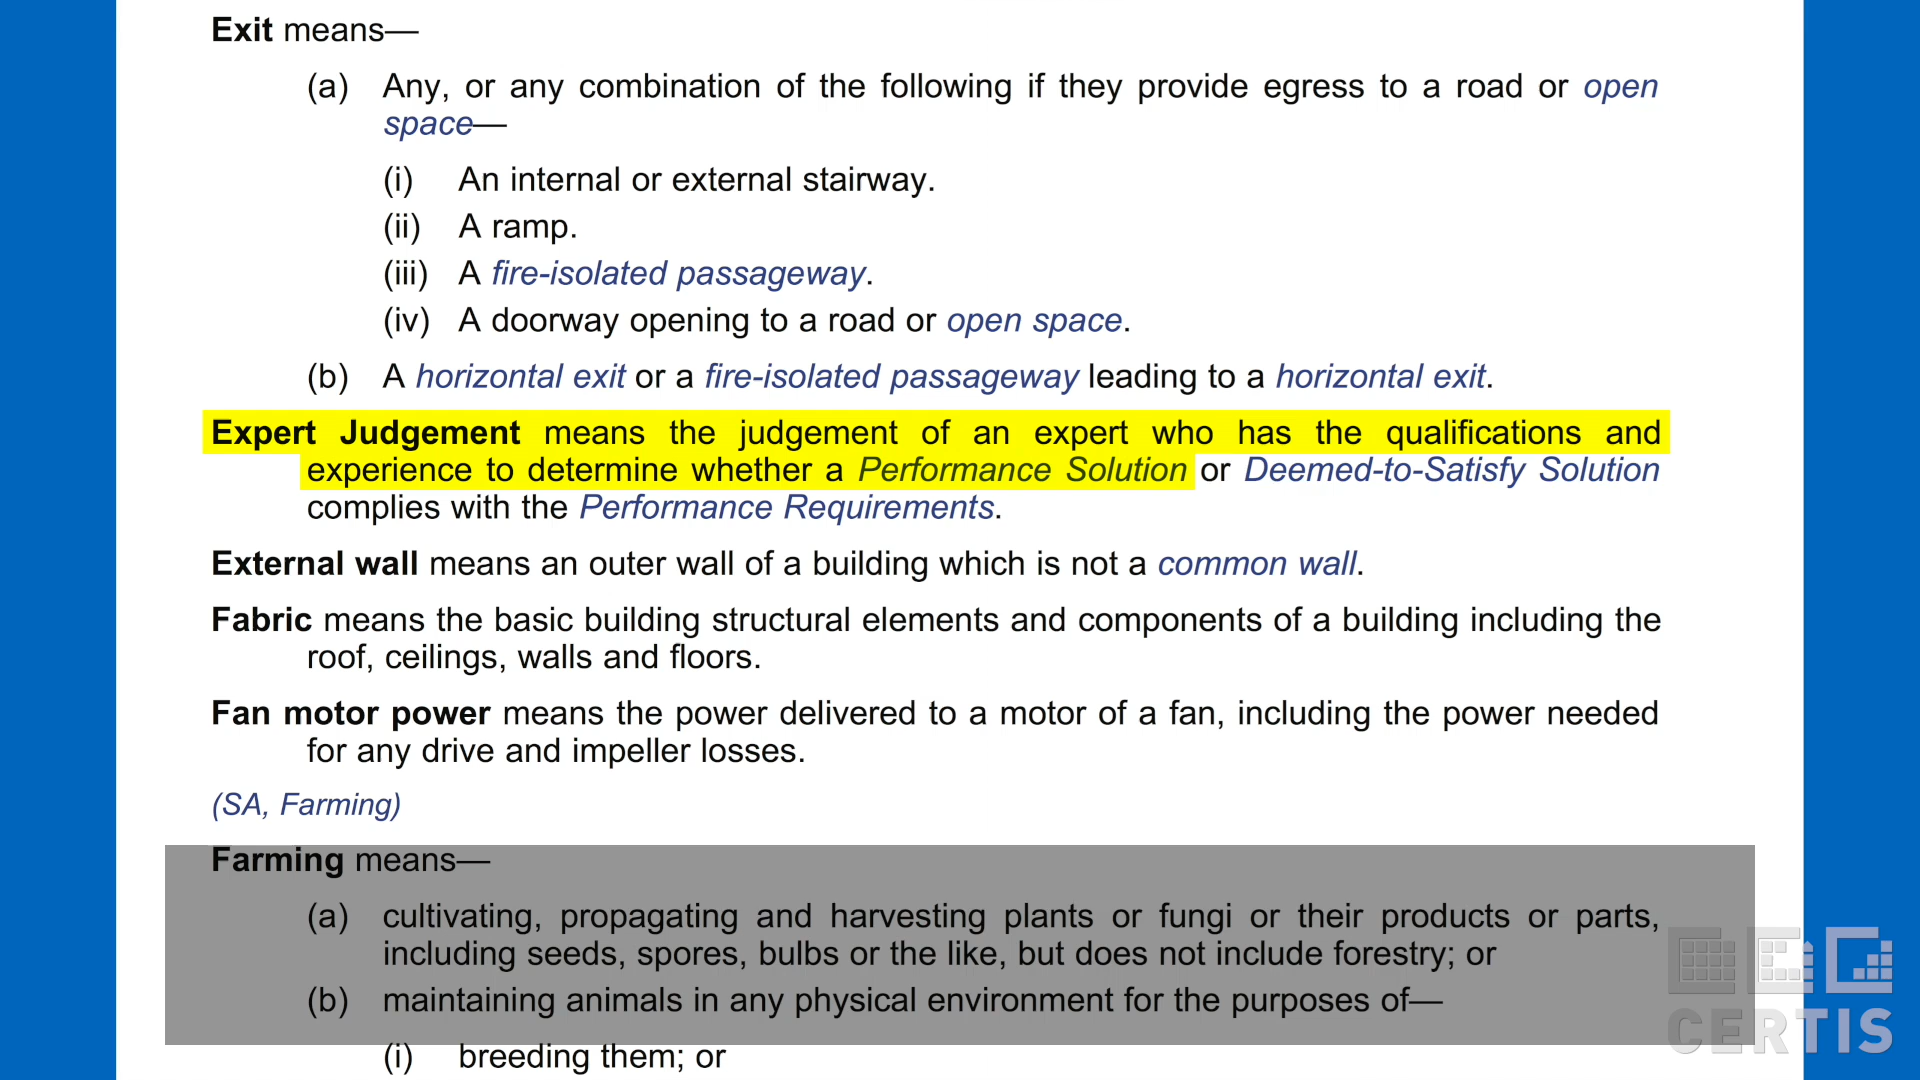 Exit means—
(a) Any, or any combination of the following if they provide egress to a road or open
space—
(i) An internal or external stairway.
(ii) A ramp.
(iii) A fire-isolated passageway.
(iv) A doorway opening to a road or open space.
(b) A horizontal exit or a fire-isolated passageway leading to a horizontal exit.
Expert Judgement means the judgement of an expert who has the qualifications and
experience to determine whether a Performance Solution or Deemed-to-Satisfy Solution
complies with the Performance Requirements.
External wall means an outer wall of a building which is not a common wall.
Fabric means the basic building structural elements and components of a building including the
roof, ceilings, walls and floors.
Fan motor power means the power delivered to a motor of a fan, including the power needed
for any drive and impeller losses.
(SA, Farming)
Farming means—
(a) cultivating, propagating and harvesting plants or fungi or their products or parts,
including seeds, spores, bulbs or the like, but does not include forestry; or
(b) maintaining animals in any physical environment for the purposes of—
(i) breeding them; or
CERTIS